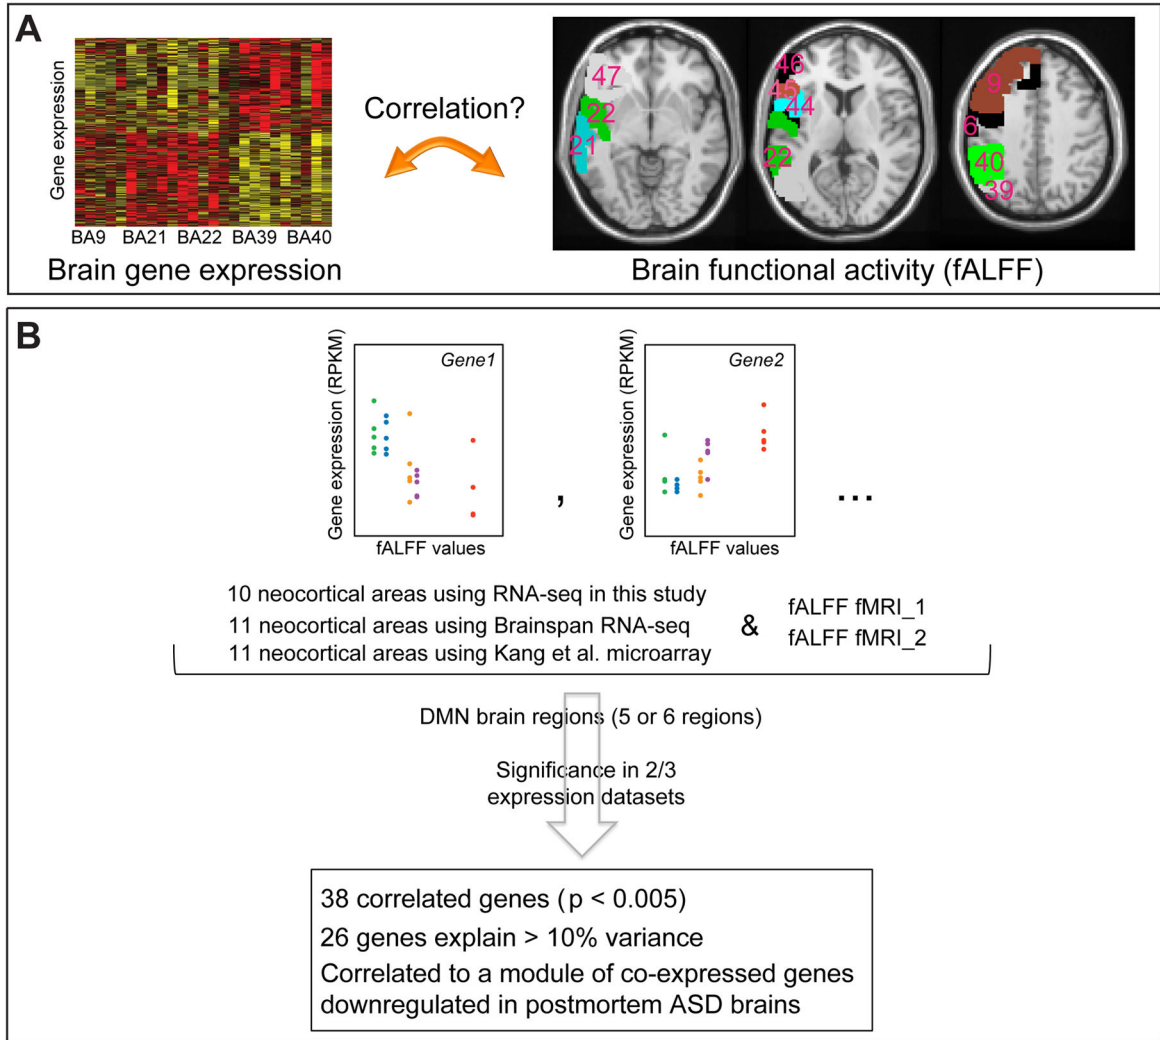 A
Gene expression
BA9 BA21 BA22 BA39 BA40
Brain gene expression
Correlation?
47
22
21
46
45
44
22
9
6
40
39
Brain functional activity (fALFF)
B
Gene expression (RPKM)
Gene1
fALFF values
,
Gene expression (RPKM)
Gene2
fALFF values
...
10 neocortical areas using RNA-seq in this study
11 neocortical areas using Brainspan RNA-seq
11 neocortical areas using Kang et al. microarray
&
fALFF fMRI_1
fALFF fMRI_2
DMN brain regions (5 or 6 regions)
Significance in 2/3
expression datasets
38 correlated genes (p < 0.005)
26 genes explain > 10% variance
Correlated to a module of co-expressed genes
downregulated in postmortem ASD brains